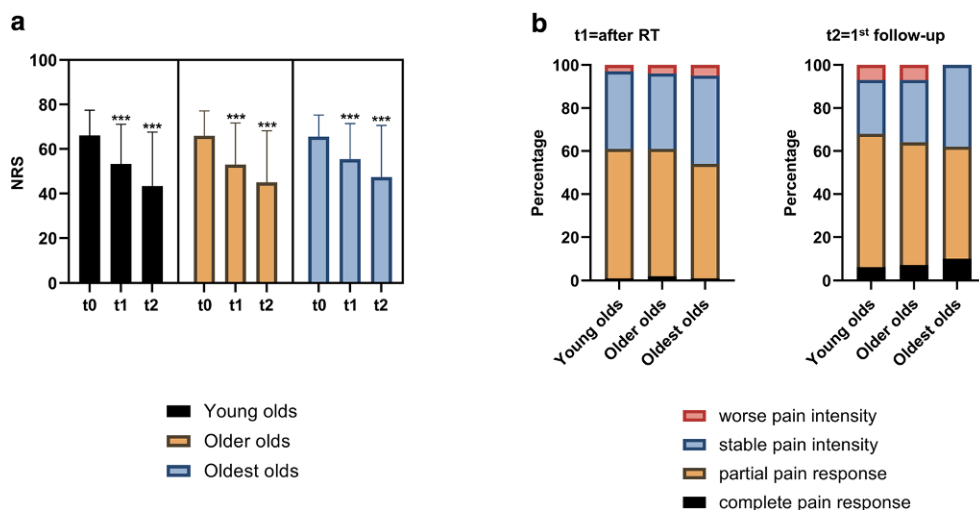 a
100
80
60
40
20
0
NRS
*** ***
*** ***
*** ***
t0 t1 t2 t0 t1 t2 t0 t1 t2
Young olds
Older olds
Oldest olds
b
t1=after RT
100
80
60
40
20
0
Percentage
Young olds
Older olds
Oldest olds
t2=1st follow-up
100
80
60
40
20
0
Percentage
Young olds
Older olds
Oldest olds
worse pain intensity
stable pain intensity
partial pain response
complete pain response